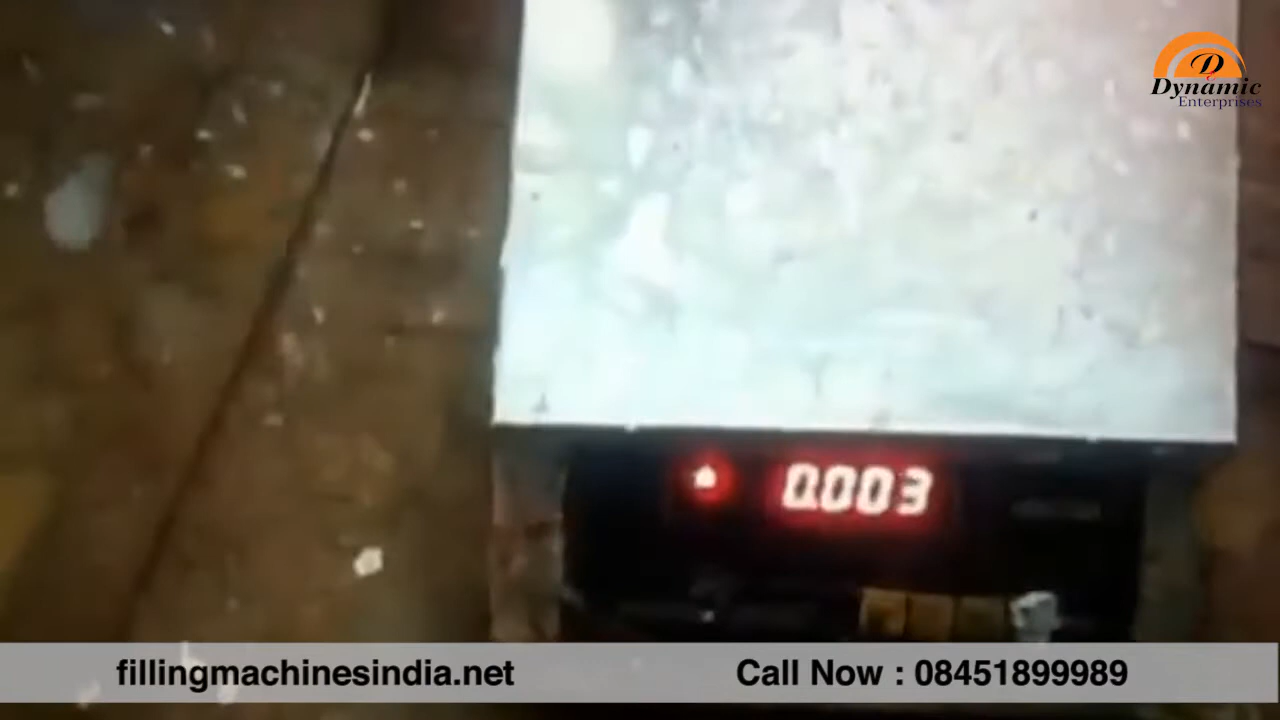 D
Dynamic
Enterprises
0.003
fillingmachinesindia.net
Call Now : 08451899989